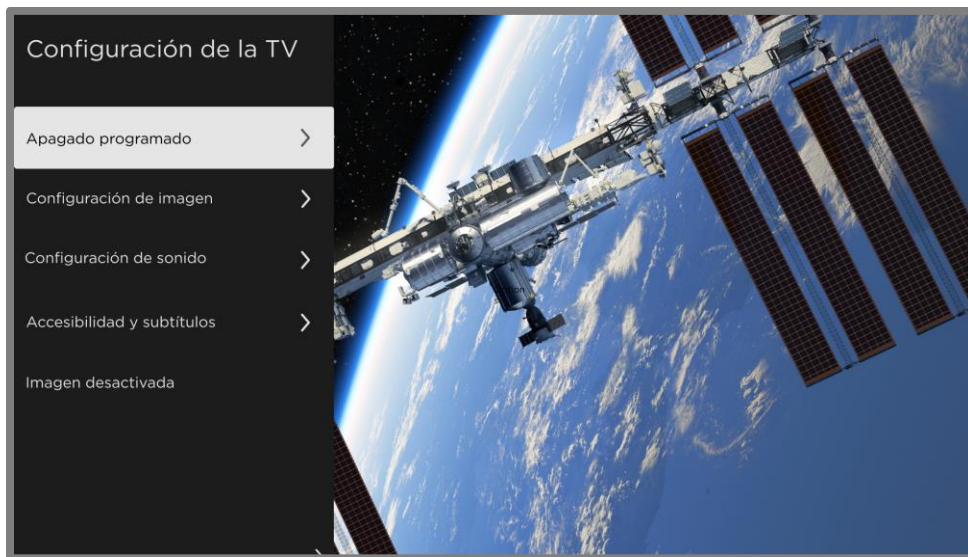 Configuración de la TV
Apagado programado
Configuración de imagen
Configuración de sonido
Accesibilidad y subtítulos
Imagen desactivada